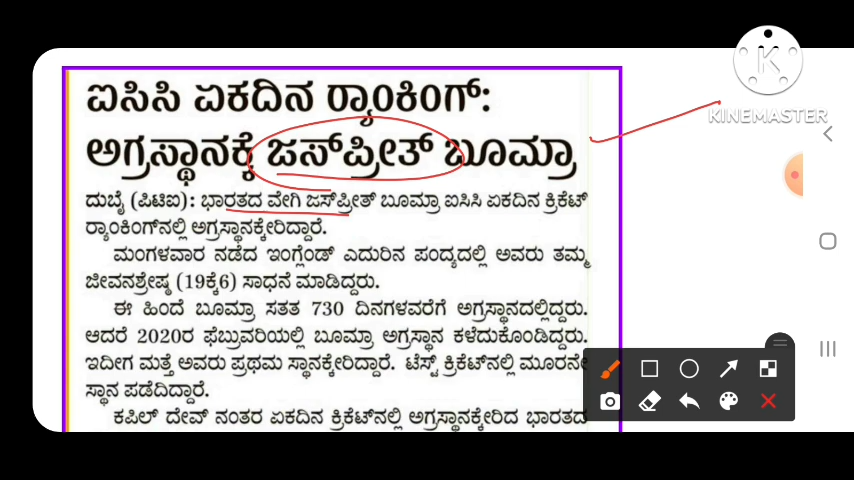 ಐಸಿಸಿ ಏಕದಿನ ರ‍್ಯಾಂಕಿಂಗ್:
ಅಗ್ರಸ್ಥಾನಕ್ಕೆ ಜಸ್‌ಪ್ರೀತ್ ಬೂಮ್ರಾ
ದುಬೈ (ಪಿಟಿಐ): ಭಾರತದ ವೇಗಿ ಜಸ್‌ಪ್ರೀತ್ ಬೂಮ್ರಾ ಐಸಿಸಿ ಏಕದಿನ ಕ್ರಿಕೆಟ್
ರ‍್ಯಾಂಕಿಂಗ್‌ನಲ್ಲಿ ಅಗ್ರಸ್ಥಾನಕ್ಕೇರಿದ್ದಾರೆ.
ಮಂಗಳವಾರ ನಡೆದ ಇಂಗ್ಲೆಂಡ್ ಎದುರಿನ ಪಂದ್ಯದಲ್ಲಿ ಅವರು ತಮ್ಮ
ಜೀವನಶ್ರೇಷ್ಠ (19ಕ್ಕೆ6) ಸಾಧನೆ ಮಾಡಿದ್ದರು.
ಈ ಹಿಂದೆ ಬೂಮ್ರಾ ಸತತ 730 ದಿನಗಳವರೆಗೆ ಅಗ್ರಸ್ಥಾನದಲ್ಲಿದ್ದರು.
ಆದರೆ 2020ರ ಫೆಬ್ರುವರಿಯಲ್ಲಿ ಬೂಮ್ರಾ ಅಗ್ರಸ್ಥಾನ ಕಳೆದುಕೊಂಡಿದ್ದರು.
ಇದೀಗ ಮತ್ತೆ ಅವರು ಪ್ರಥಮ ಸ್ಥಾನಕ್ಕೇರಿದ್ದಾರೆ. ಟೆಸ್ಟ್ ಕ್ರಿಕೆಟ್‌ನಲ್ಲಿ ಮೂರನೇ
ಸ್ಥಾನ ಪಡೆದಿದ್ದಾರೆ.
ಕಪಿಲ್ ದೇವ್ ನಂತರ ಏಕದಿನ ಕ್ರಿಕೆಟ್‌ನಲ್ಲಿ ಅಗ್ರಸ್ಥಾನಕ್ಕೇರಿದ ಭಾರತದ
K
KINEMASTER